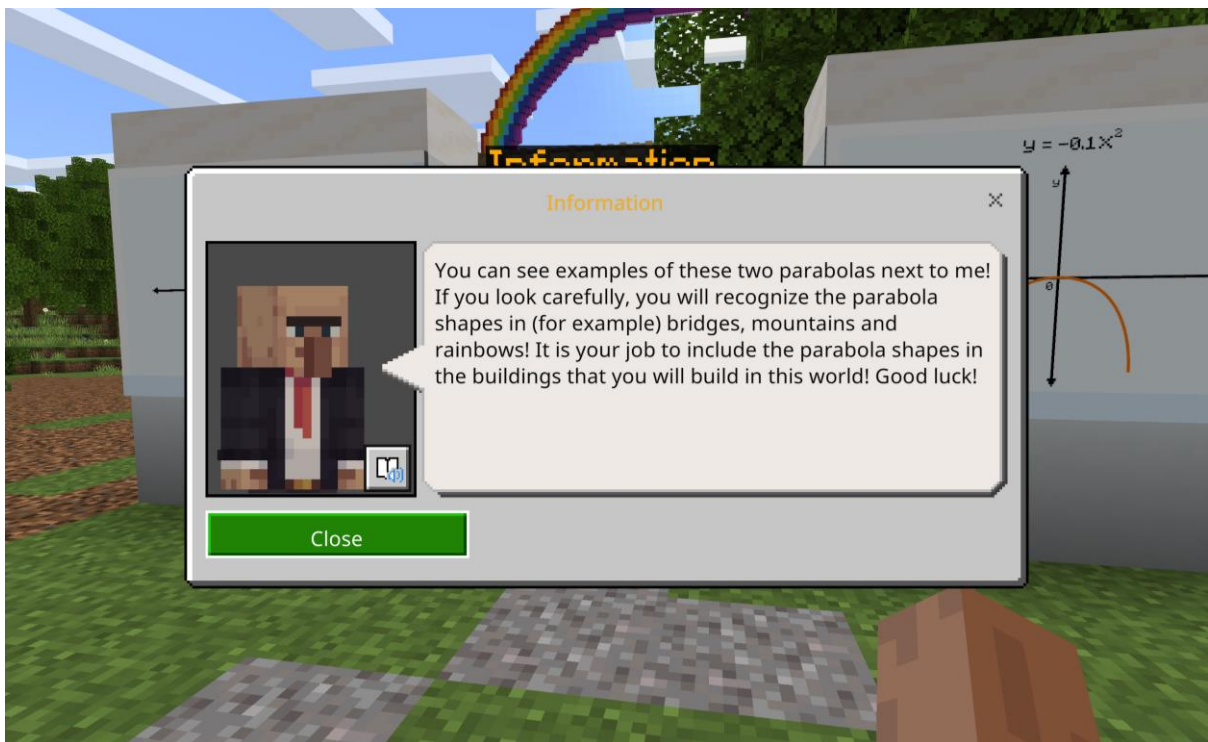 y = -0.1x²
y
0
Information
Information
You can see examples of these two parabolas next to me!
If you look carefully, you will recognize the parabola
shapes in (for example) bridges, mountains and
rainbows! It is your job to include the parabola shapes in
the buildings that you will build in this world! Good luck!
Close